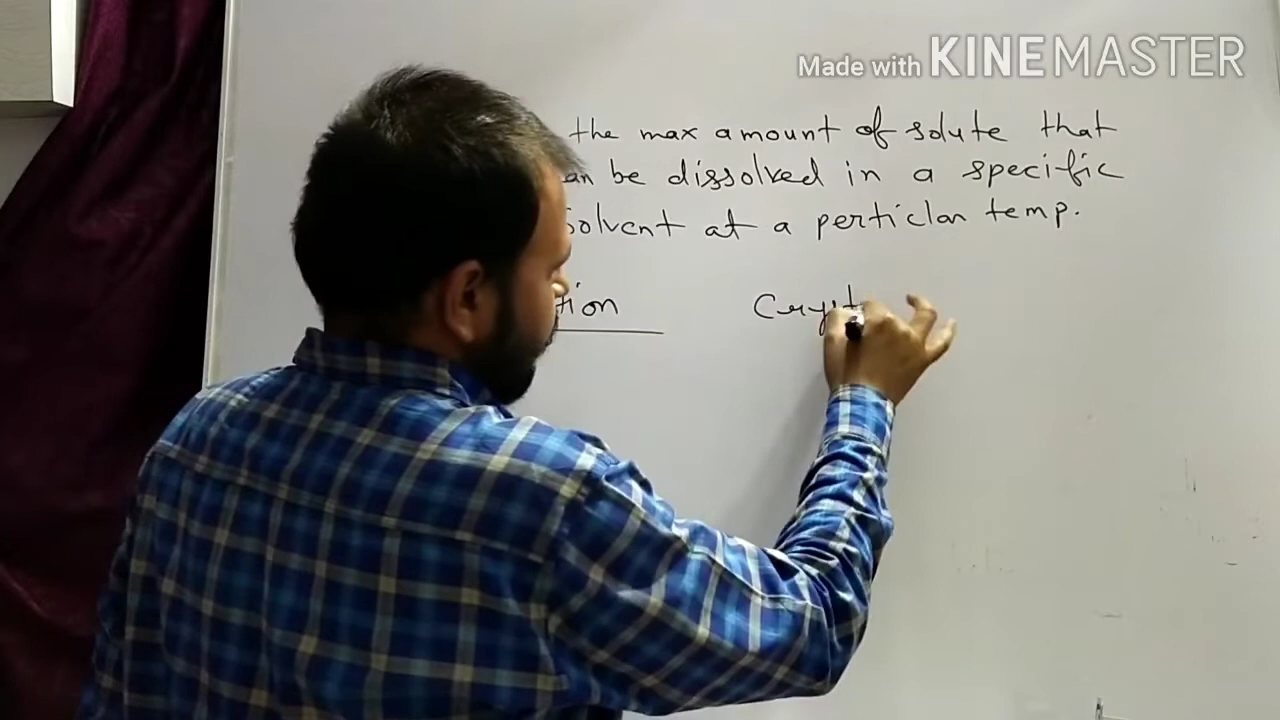 Made with KINEMASTER
the max amount of solute that
an be dissolved in a specific
solvent at a perticlar temp.
tion Cryst